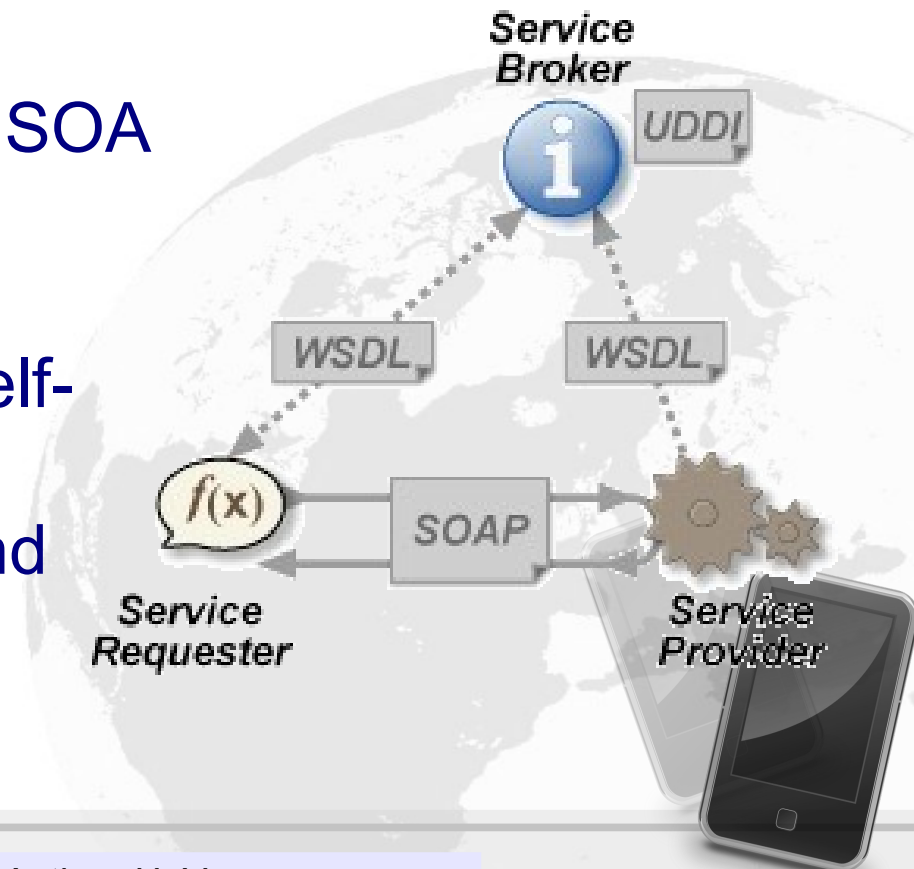 Service
Broker
SOA
UDDI
WSDL
WSDL
elf-
f(x)
SOAP
nd
Service
Requester
Service
Provider